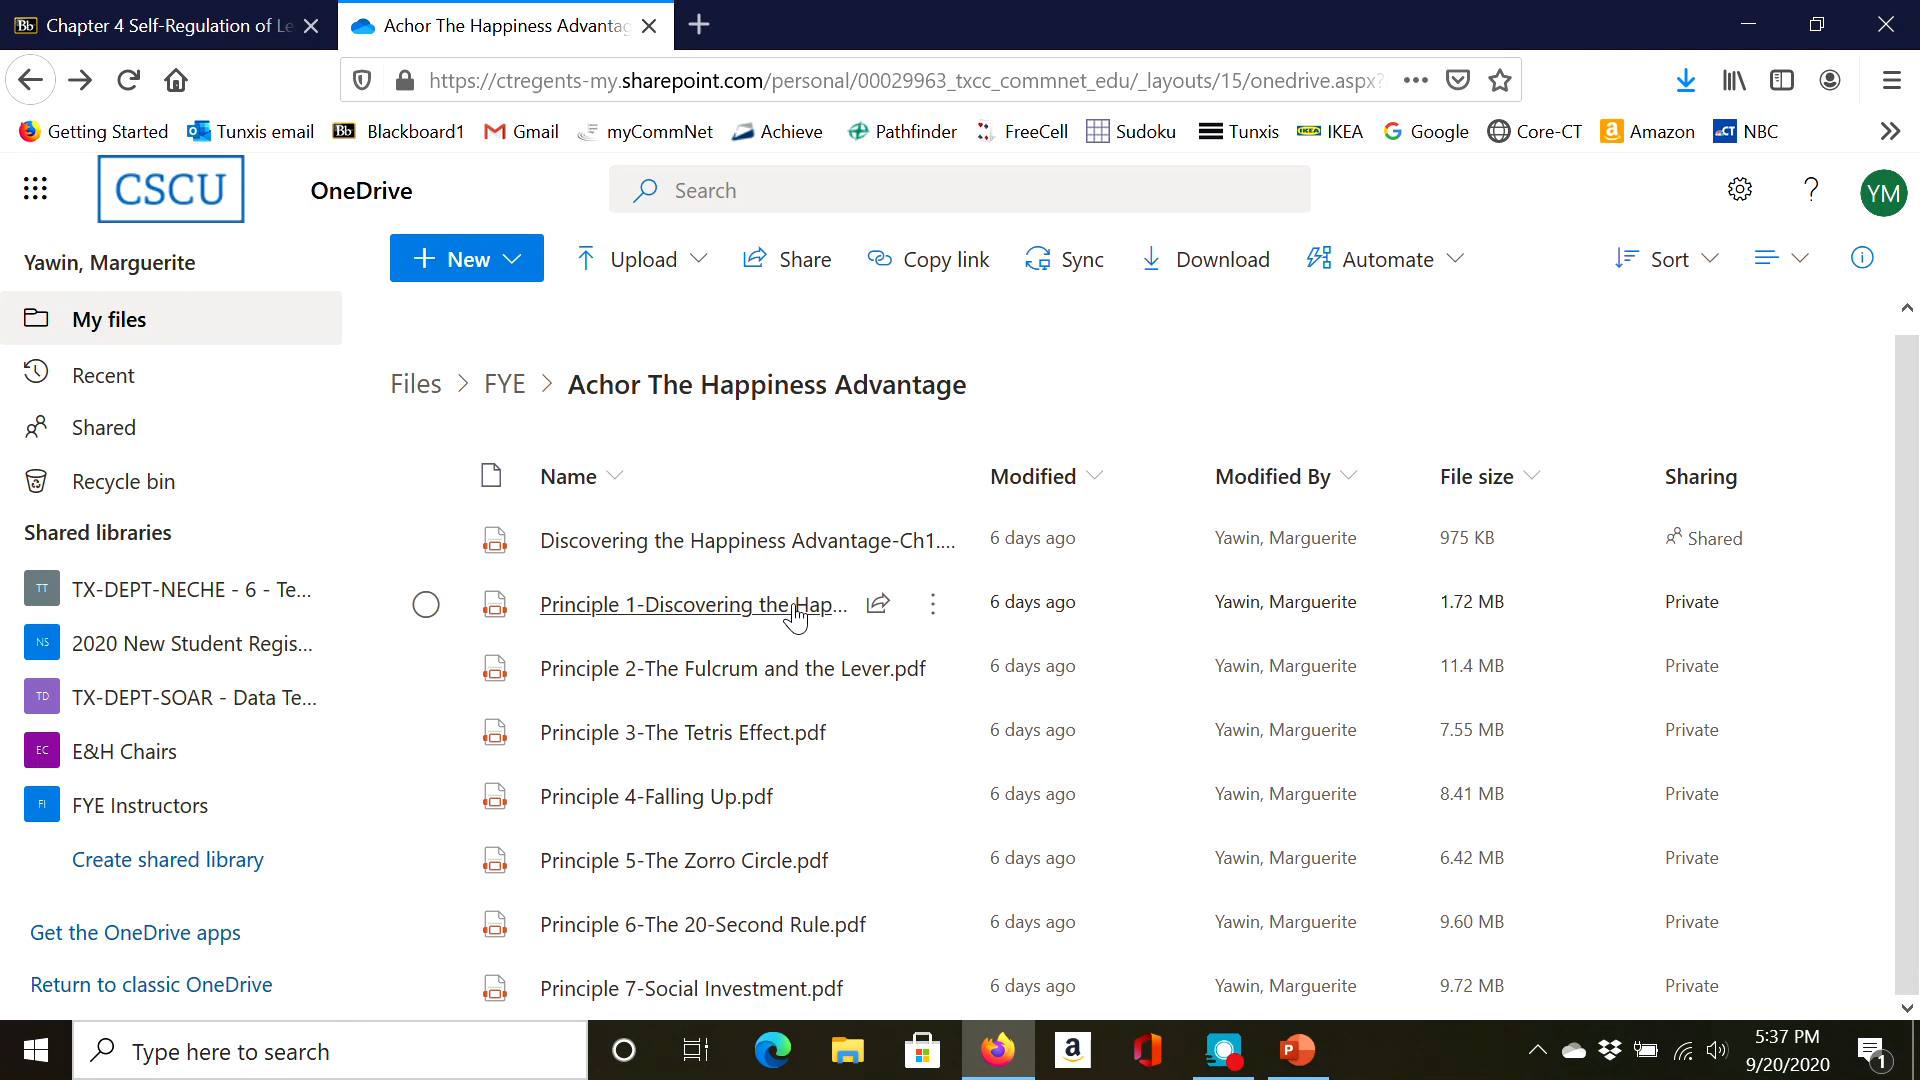 Chapter 4 Self-Regulation of Le
Achor The Happiness Advantag
https://ctregents-my.sharepoint.com/personal/00029963_txcc_commnet_edu/_layouts/15/onedrive.aspx?
Getting Started Tunxis email Bb Blackboard1 Gmail myCommNet Achieve Pathfinder FreeCell Sudoku Tunxis IKEA Google Core-CT Amazon NBC
CSCU OneDrive Search YM
Yawin, Marguerite
New Upload Share Copy link Sync Download Automate Sort
My files
Recent
Shared
Recycle bin
Shared libraries
TT TX-DEPT-NECHE - 6 - Te...
NS 2020 New Student Regis...
TD TX-DEPT-SOAR - Data Te...
EC E&H Chairs
FI FYE Instructors
Create shared library
Get the OneDrive apps
Return to classic OneDrive
Files > FYE > Achor The Happiness Advantage
Name Modified Modified By File size Sharing
Discovering the Happiness Advantage-Ch1.... 6 days ago Yawin, Marguerite 975 KB Shared
Principle 1-Discovering the Hap... 6 days ago Yawin, Marguerite 1.72 MB Private
Principle 2-The Fulcrum and the Lever.pdf 6 days ago Yawin, Marguerite 11.4 MB Private
Principle 3-The Tetris Effect.pdf 6 days ago Yawin, Marguerite 7.55 MB Private
Principle 4-Falling Up.pdf 6 days ago Yawin, Marguerite 8.41 MB Private
Principle 5-The Zorro Circle.pdf 6 days ago Yawin, Marguerite 6.42 MB Private
Principle 6-The 20-Second Rule.pdf 6 days ago Yawin, Marguerite 9.60 MB Private
Principle 7-Social Investment.pdf 6 days ago Yawin, Marguerite 9.72 MB Private
Type here to search
5:37 PM
9/20/2020
1